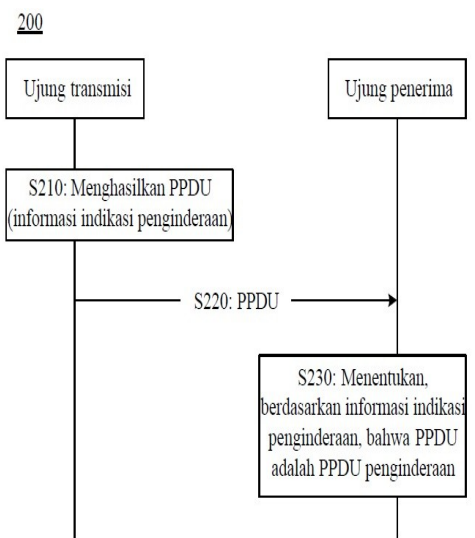 200
Ujung transmisi
Ujung penerima
S210: Menghasilkan PPDU
(informasi indikasi penginderaan)
S220: PPDU
S230: Menentukan,
berdasarkan informasi indikasi
penginderaan, bahwa PPDU
adalah PPDU penginderaan